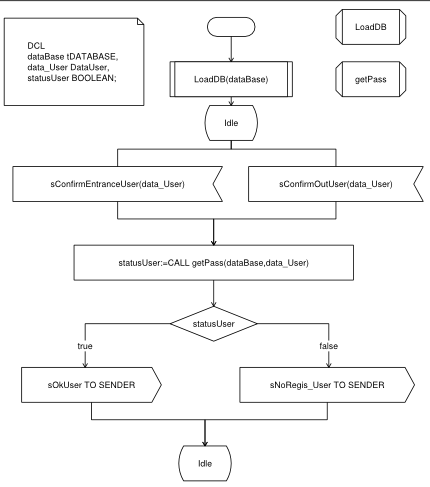 DCL
dataBase tDATABASE,
data_User DataUser,
statusUser BOOLEAN;
LoadDB
getPass
LoadDB(dataBase)
Idle
sConfirmEntranceUser(data_User)
sConfirmOutUser(data_User)
statusUser:=CALL getPass(dataBase,data_User)
statusUser
true
false
sOkUser TO SENDER
sNoRegis_User TO SENDER
Idle